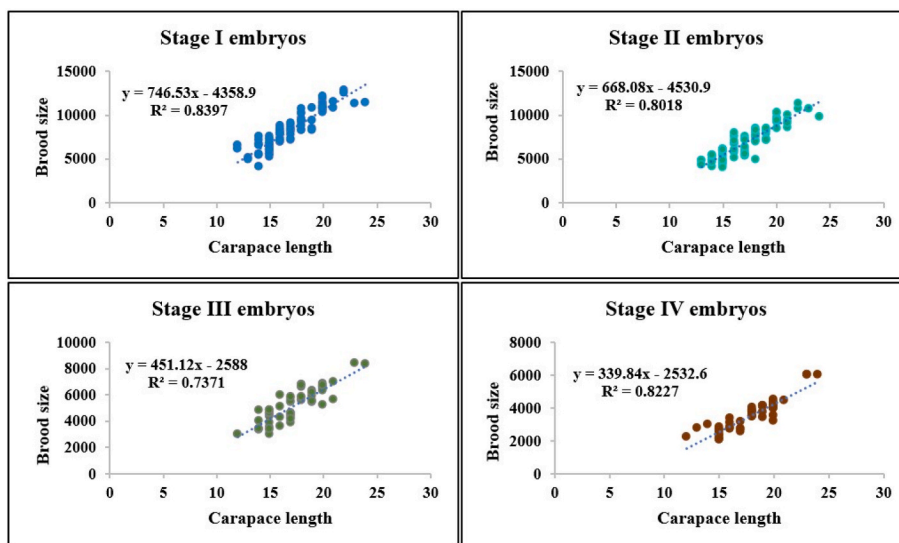 Stage I embryos
15000
10000
5000
0
Brood size
y = 746.53x - 4358.9
R² = 0.8397
0 5 10 15 20 25 30
Carapace length
Stage II embryos
15000
10000
5000
0
Brood size
y = 668.08x - 4530.9
R² = 0.8018
0 5 10 15 20 25 30
Carapace length
Stage III embryos
10000
8000
6000
4000
2000
0
Brood size
y = 451.12x - 2588
R² = 0.7371
0 5 10 15 20 25 30
Carapace length
Stage IV embryos
8000
6000
4000
2000
0
Brood size
y = 339.84x - 2532.6
R² = 0.8227
0 5 10 15 20 25 30
Carapace length